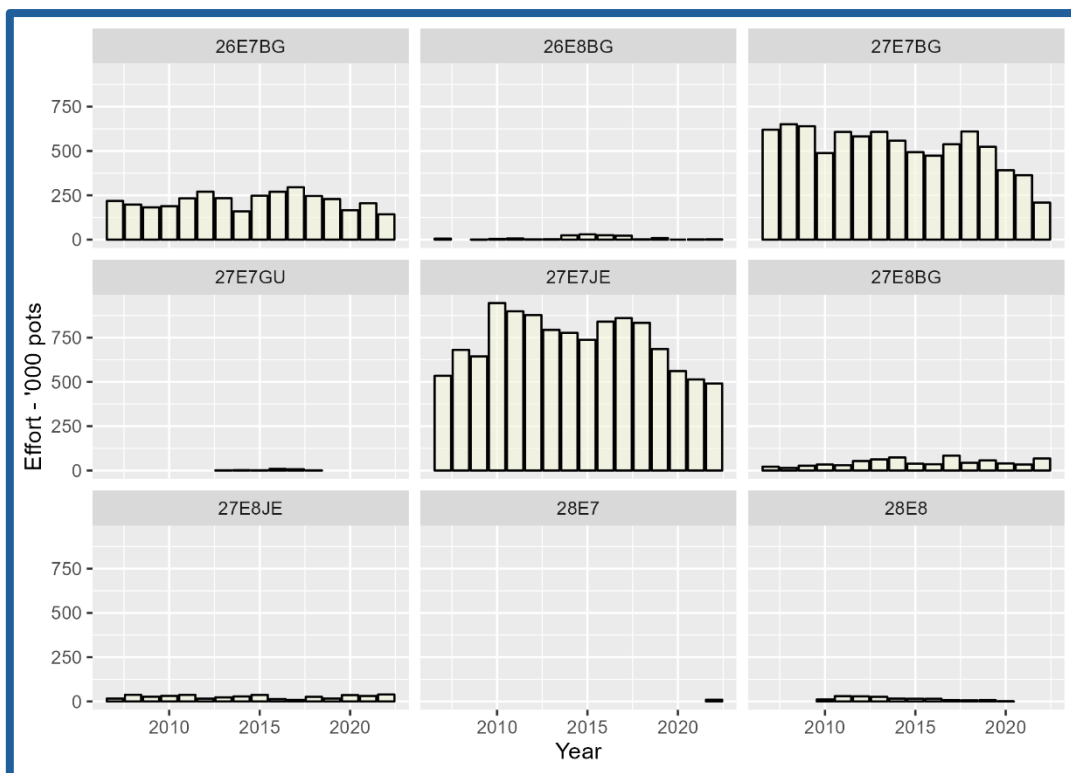 26E7BG 26E8BG 27E7BG
750
500
250
0
27E7GU 27E7JE 27E8BG
750
500
250
0
27E8JE 28E7 28E8
750
500
250
0
2010 2015 2020 2010 2015 2020 2010 2015 2020
Year
Effort - '000 pots